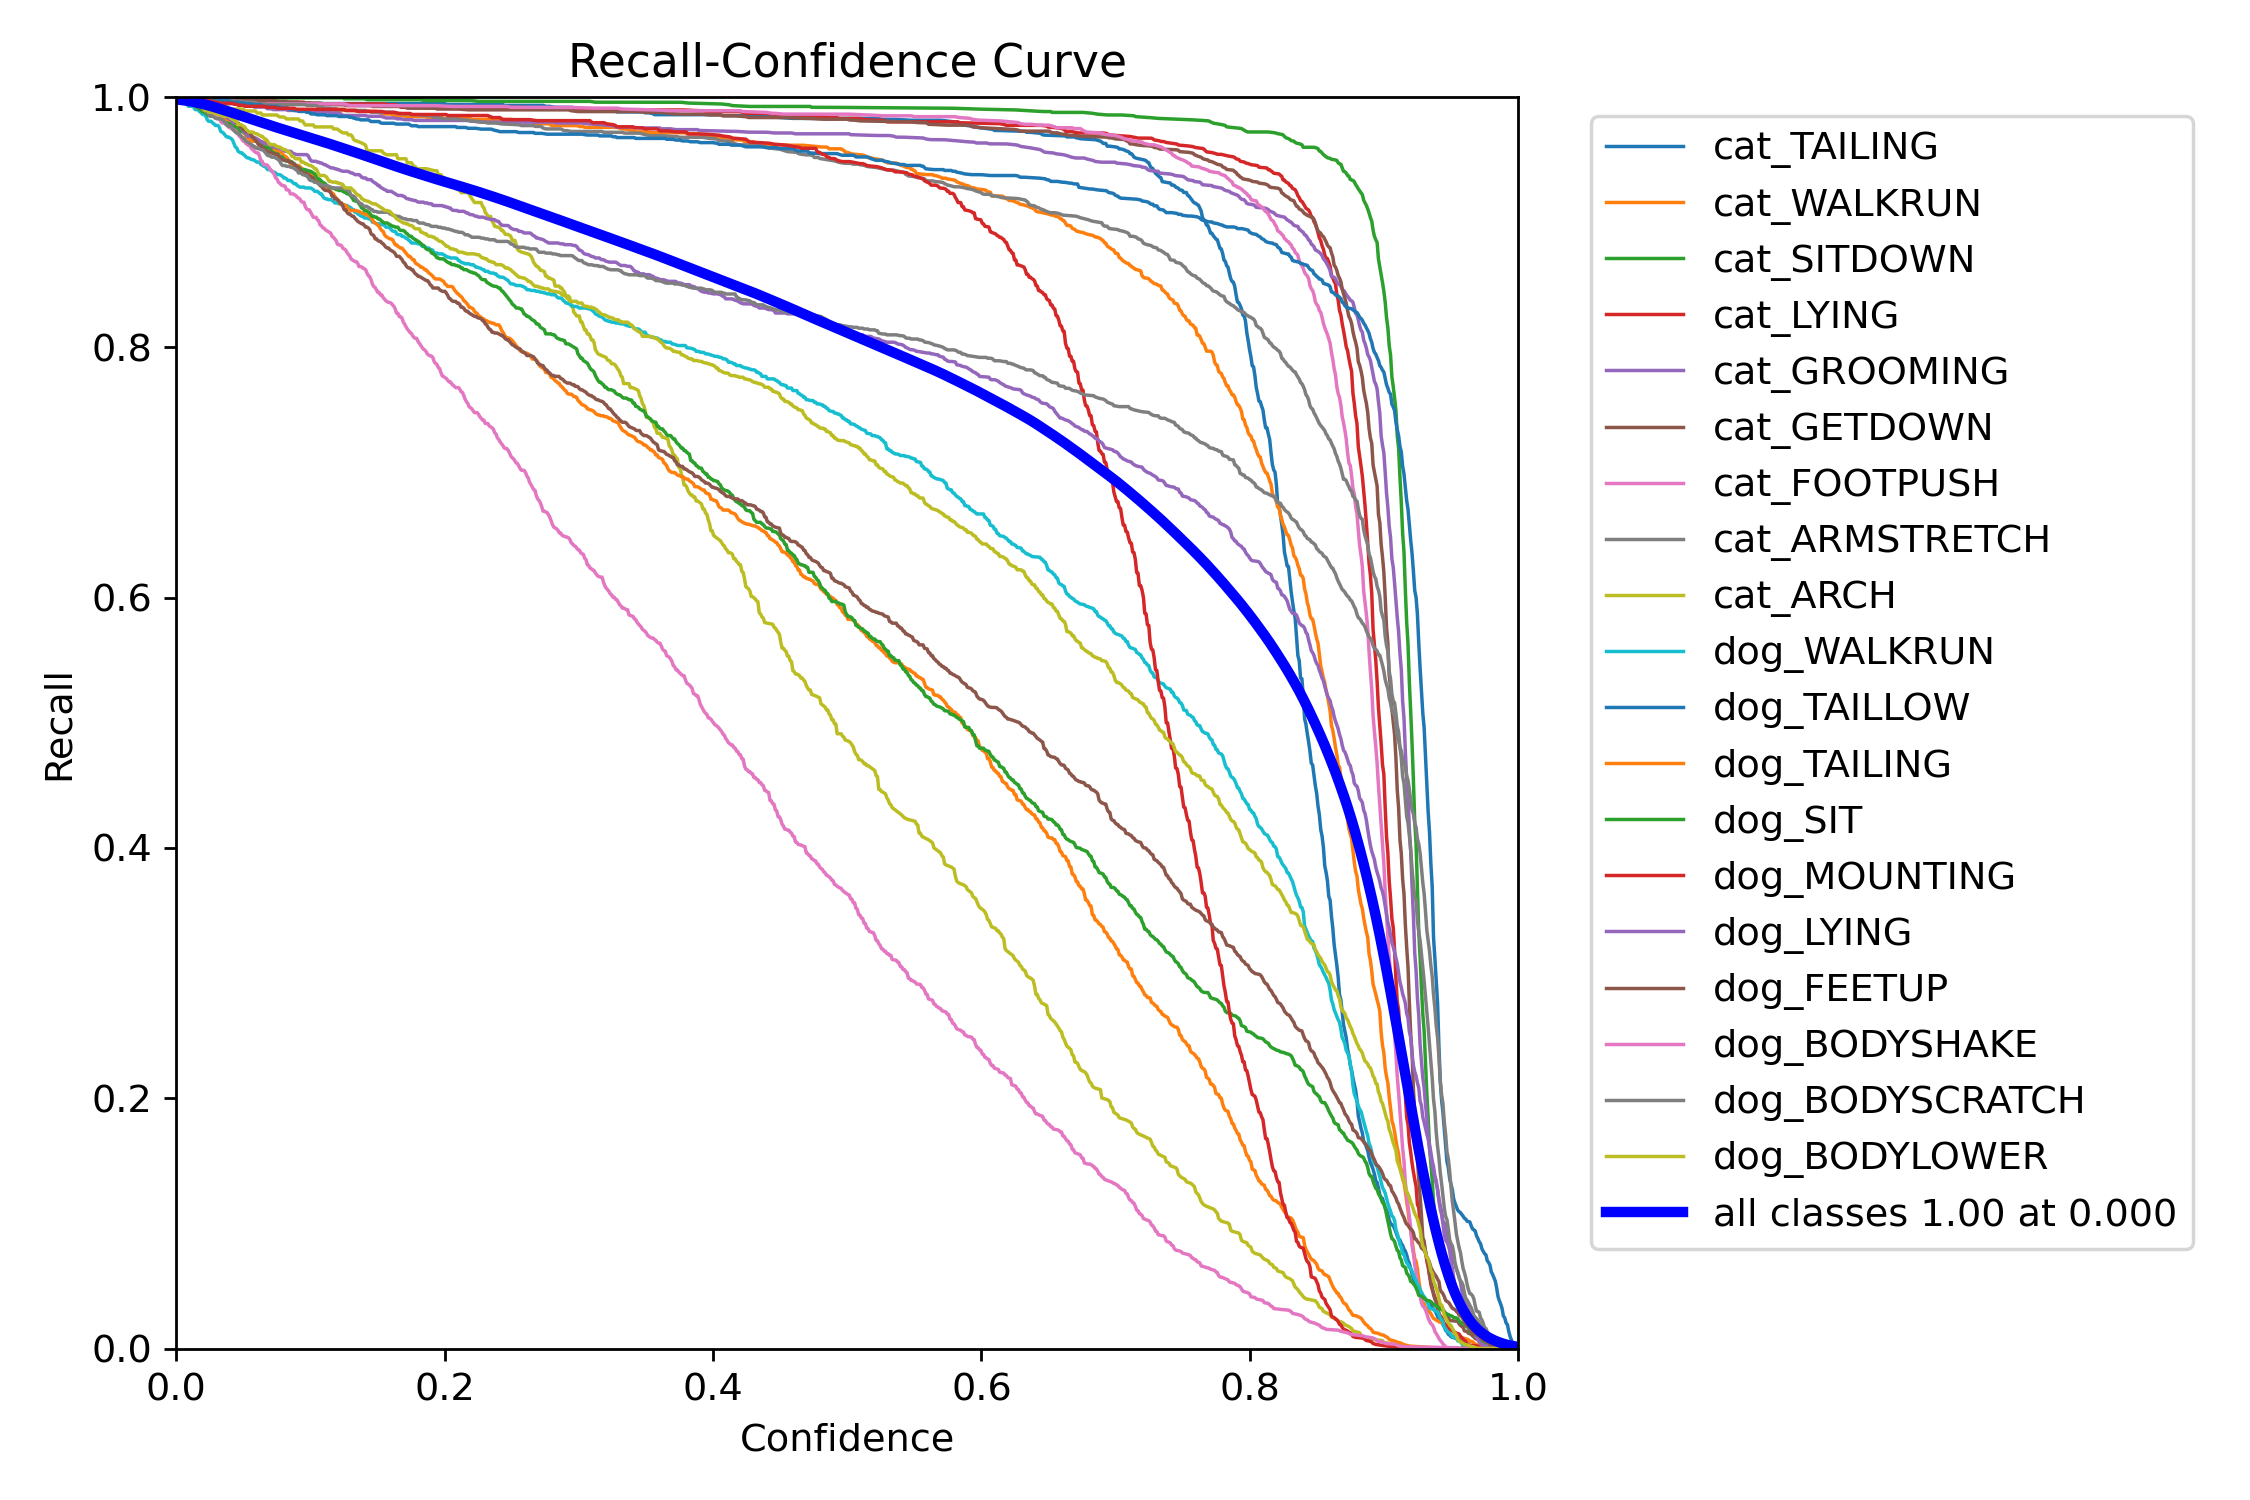 Recall-Confidence Curve
1.0
0.8
0.6
0.4
0.2
0.0
Recall
0.0 0.2 0.4 0.6 0.8 1.0
Confidence
cat_TAILING
cat_WALKRUN
cat_SITDOWN
cat_LYING
cat_GROOMING
cat_GETDOWN
cat_FOOTPUSH
cat_ARMSTRETCH
cat_ARCH
dog_WALKRUN
dog_TAILLOW
dog_TAILING
dog_SIT
dog_MOUNTING
dog_LYING
dog_FEETUP
dog_BODYSHAKE
dog_BODYSCRATCH
dog_BODYLOWER
all classes 1.00 at 0.000